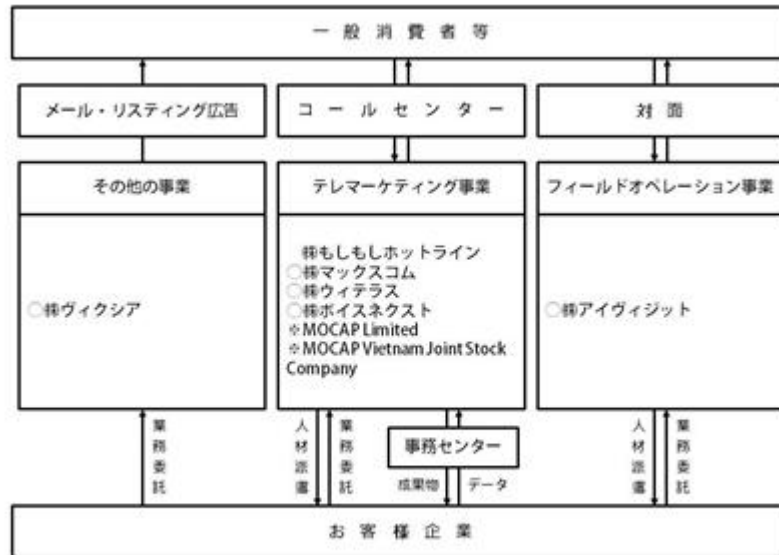 一般消費者等
メール・リスティング広告
コールセンター
対面
その他の事業
テレマーケティング事業
フィールドオペレーション事業
○㈱ヴィクシア
㈱もしもしホットライン
○㈱マックスコム
○㈱ウィテラス
○㈱ボイスネクスト
※MOCAP Limited
※MOCAP Vietnam Joint Stock
Company
○㈱アイヴィジット
業務委託
人材派遣
業務委託
事務センター
成果物
データ
人材派遣
業務委託
お客様企業